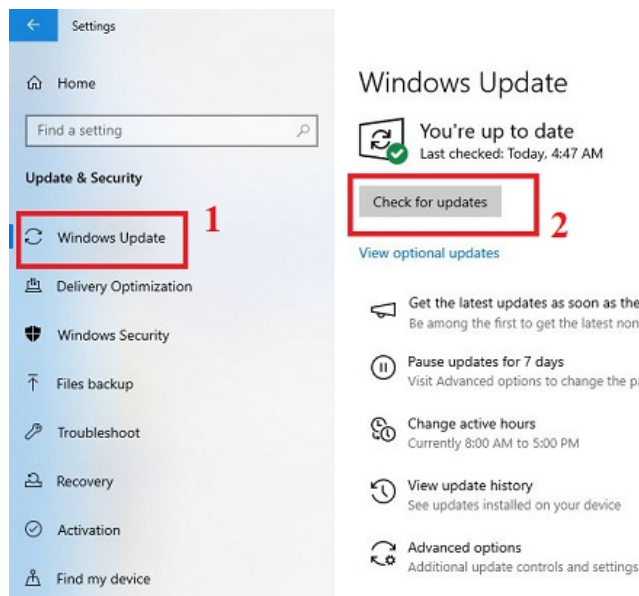 Settings
Home
Find a setting
Update & Security
Windows Update
1
Delivery Optimization
Windows Security
Files backup
Troubleshoot
Recovery
Activation
Find my device
Windows Update
You're up to date
Last checked: Today, 4:47 AM
Check for updates
2
View optional updates
Get the latest updates as soon as the
Be among the first to get the latest non
Pause updates for 7 days
Visit Advanced options to change the pa
Change active hours
Currently 8:00 AM to 5:00 PM
View update history
See updates installed on your device
Advanced options
Additional update controls and settings